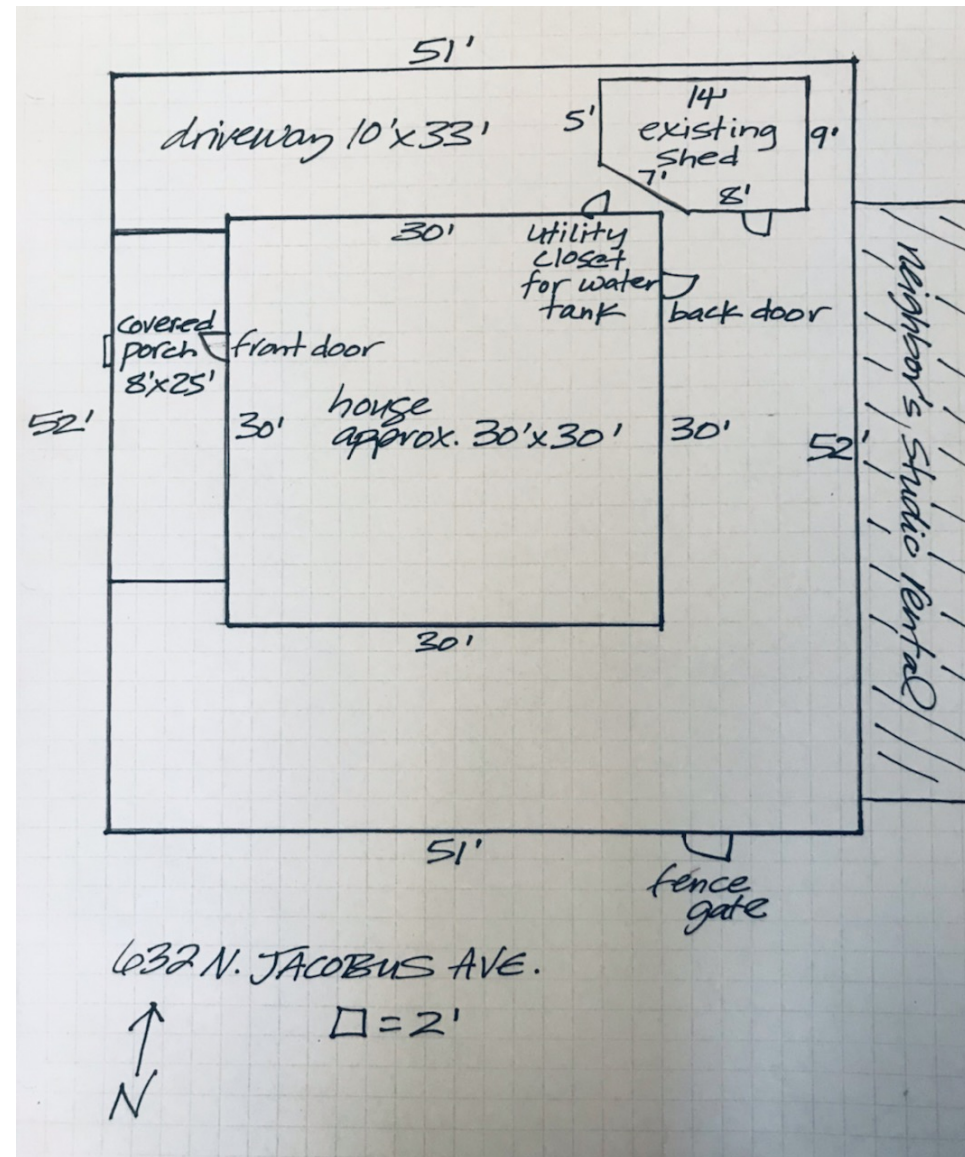 51'
driveway 10'x33'
5'
14'
existing
shed
9'
7'
8'
30'
utility
closet
for water
tank
back door
covered
porch
8'x25'
front door
52'
30'
house
approx. 30'x30'
30'
52'
neighbor's studio rental
30'
51'
fence
gate
632 N. JACOBUS AVE.
□ = 2'
N